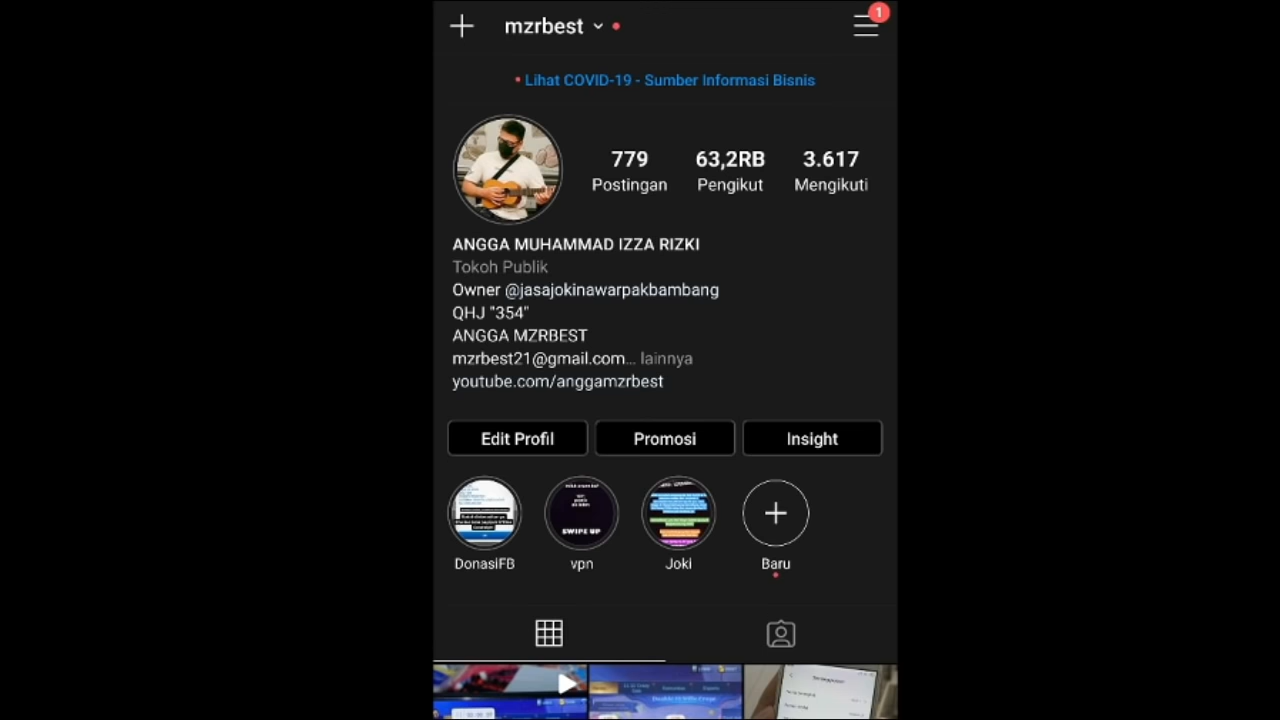 mzrbest
1
Lihat COVID-19 - Sumber Informasi Bisnis
779
Postingan
63,2RB
Pengikut
3.617
Mengikuti
ANGGA MUHAMMAD IZZA RIZKI
Tokoh Publik
Owner @jasajokinawarpakbambang
QHJ "354"
ANGGA MZRBEST
mzrbest21@gmail.com... lainnya
youtube.com/anggamzrbest
Edit Profil
Promosi
Insight
SWIPE UP
DonasiFB
vpn
Joki
Baru